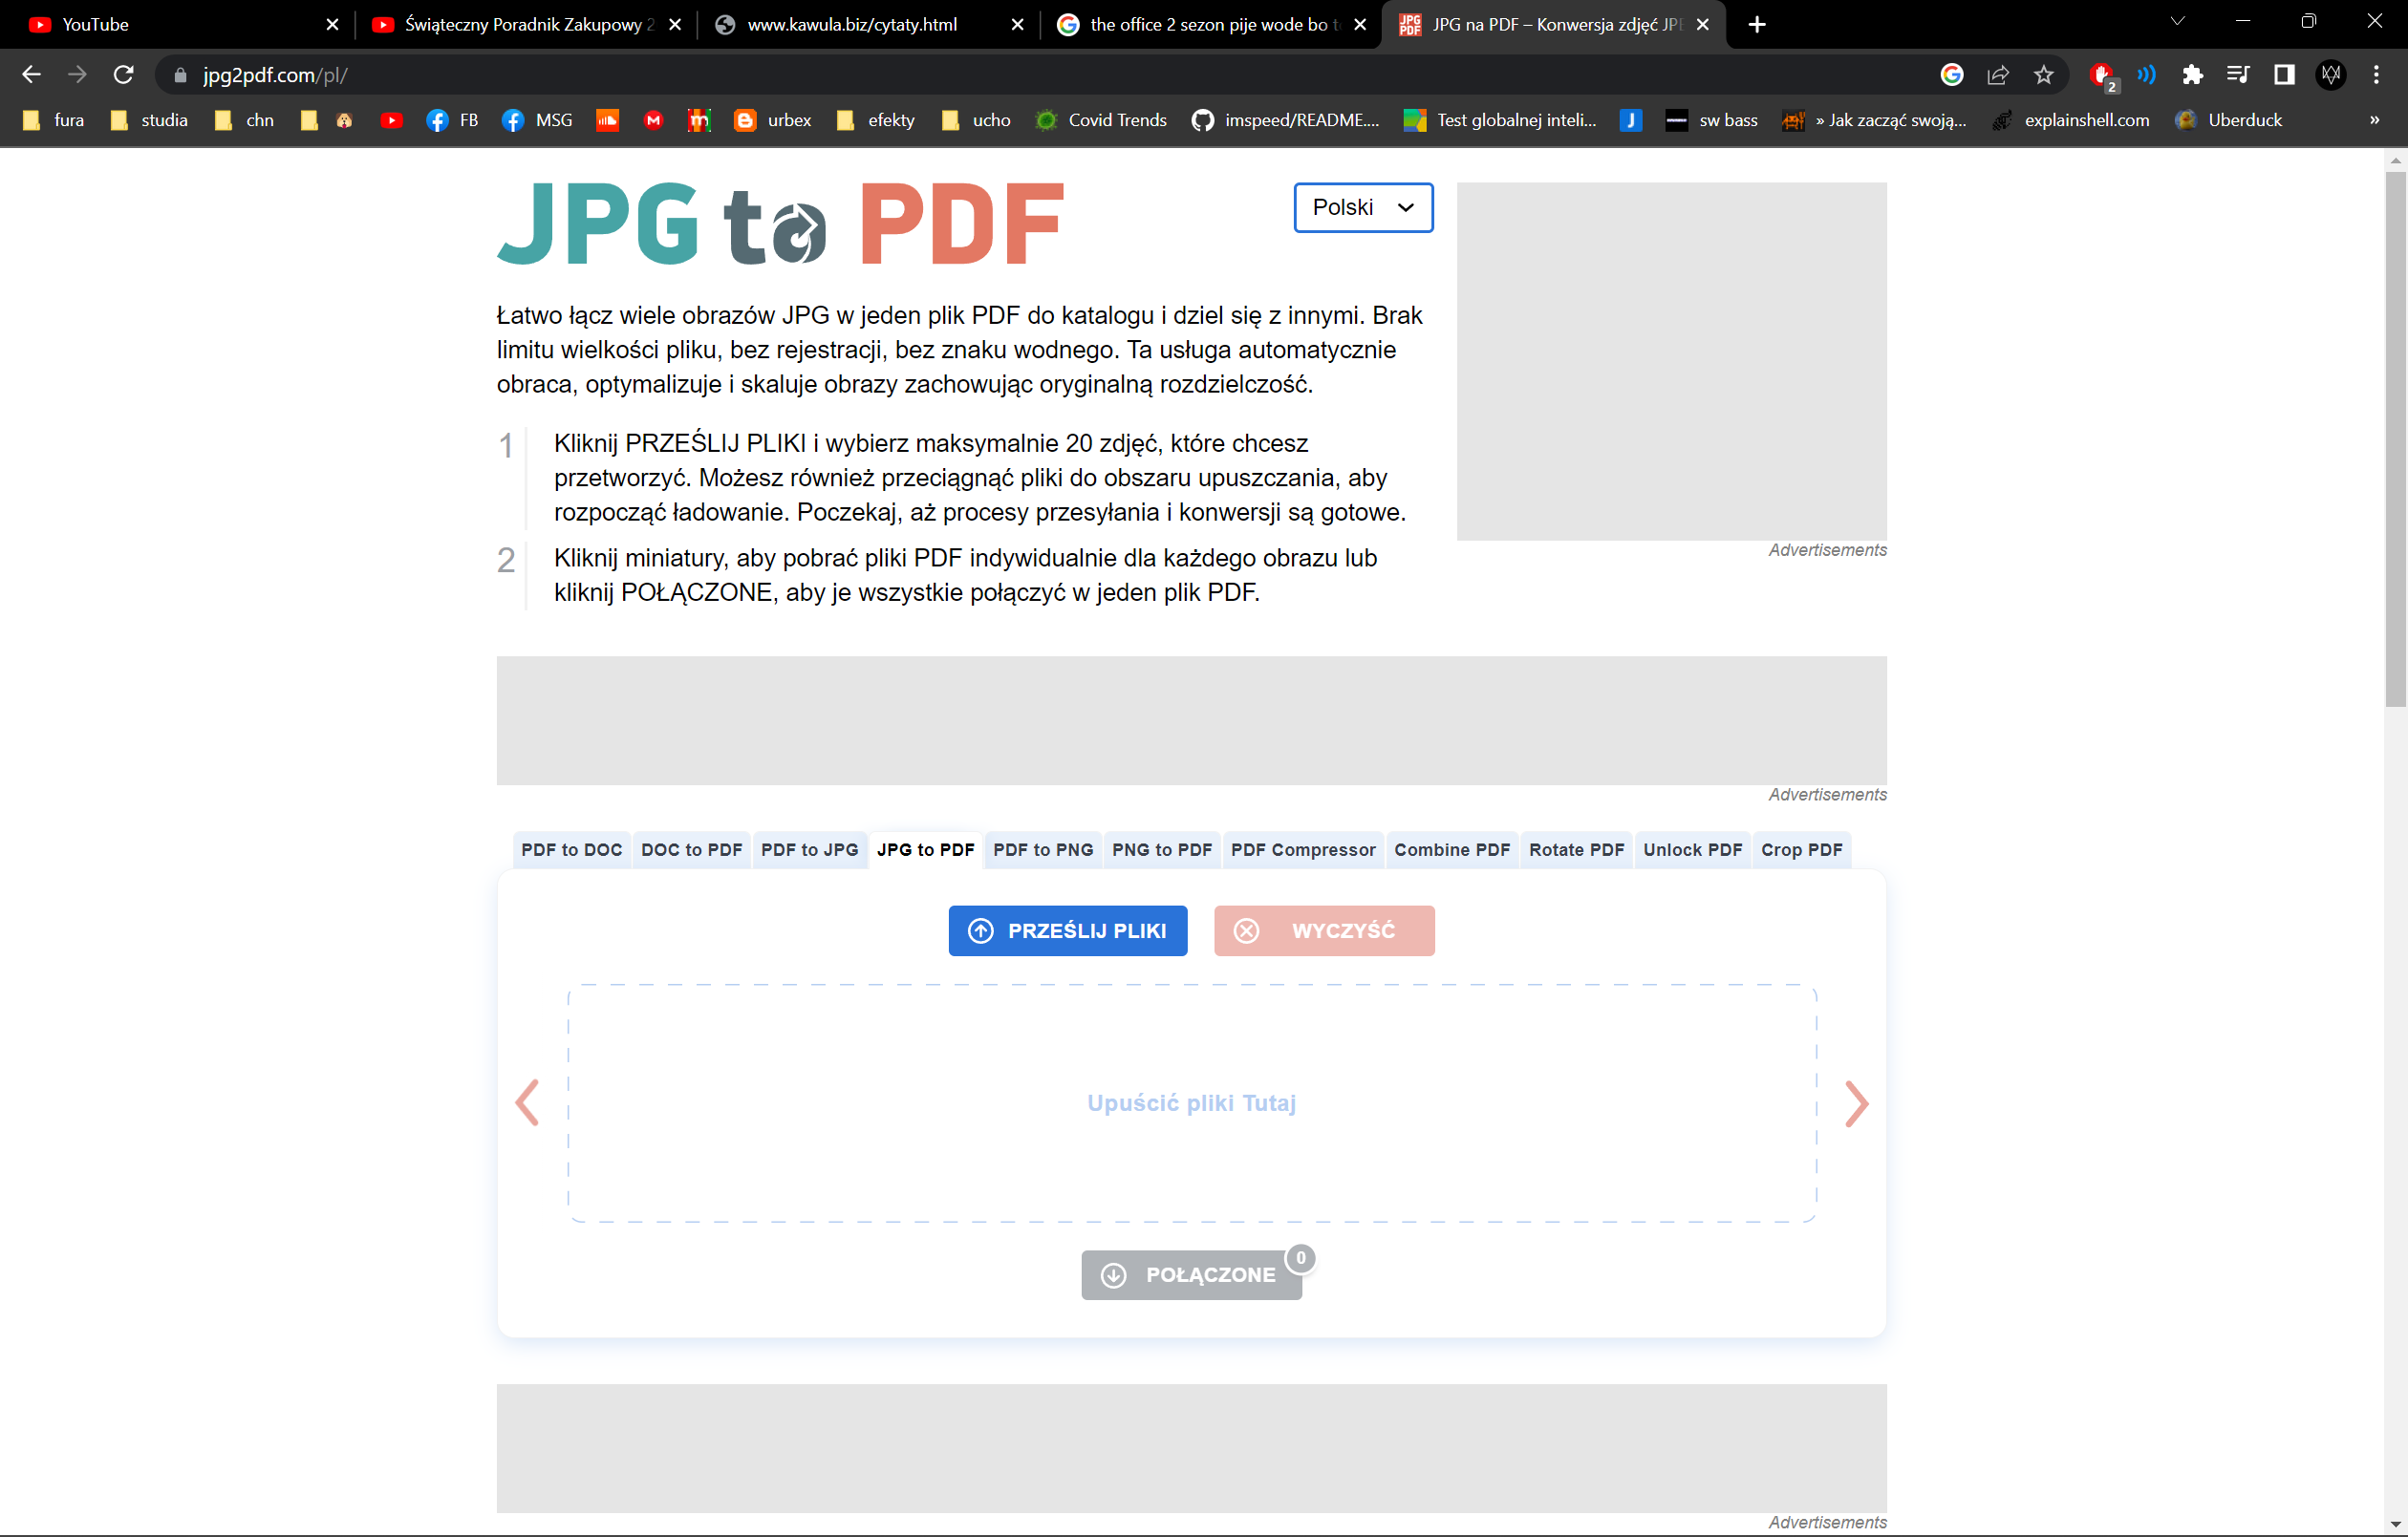 YouTube
Świąteczny Poradnik Zakupowy 2
www.kawula.biz/cytaty.html
the office 2 sezon pije wode bo t
JPG PDF
JPG na PDF – Konwersja zdjęć JP
jpg2pdf.com/pl/
2
fura
studia
chn
FB
MSG
urbex
efekty
ucho
Covid Trends
imspeed/README....
Test globalnej inteli...
J
sw bass
» Jak zacząć swoją...
explainshell.com
Uberduck
»
JPG to PDF
Polski
Łatwo łącz wiele obrazów JPG w jeden plik PDF do katalogu i dziel się z innymi. Brak
limitu wielkości pliku, bez rejestracji, bez znaku wodnego. Ta usługa automatycznie
obraca, optymalizuje i skaluje obrazy zachowując oryginalną rozdzielczość.
1
Kliknij PRZEŚLIJ PLIKI i wybierz maksymalnie 20 zdjęć, które chcesz
przetworzyć. Możesz również przeciągnąć pliki do obszaru upuszczania, aby
rozpocząć ładowanie. Poczekaj, aż procesy przesyłania i konwersji są gotowe.
2
Kliknij miniatury, aby pobrać pliki PDF indywidualnie dla każdego obrazu lub
kliknij POŁĄCZONE, aby je wszystkie połączyć w jeden plik PDF.
Advertisements
Advertisements
PDF to DOC
DOC to PDF
PDF to JPG
JPG to PDF
PDF to PNG
PNG to PDF
PDF Compressor
Combine PDF
Rotate PDF
Unlock PDF
Crop PDF
PRZEŚLIJ PLIKI
WYCZYŚĆ
Upuścić pliki Tutaj
POŁĄCZONE
0
Advertisements